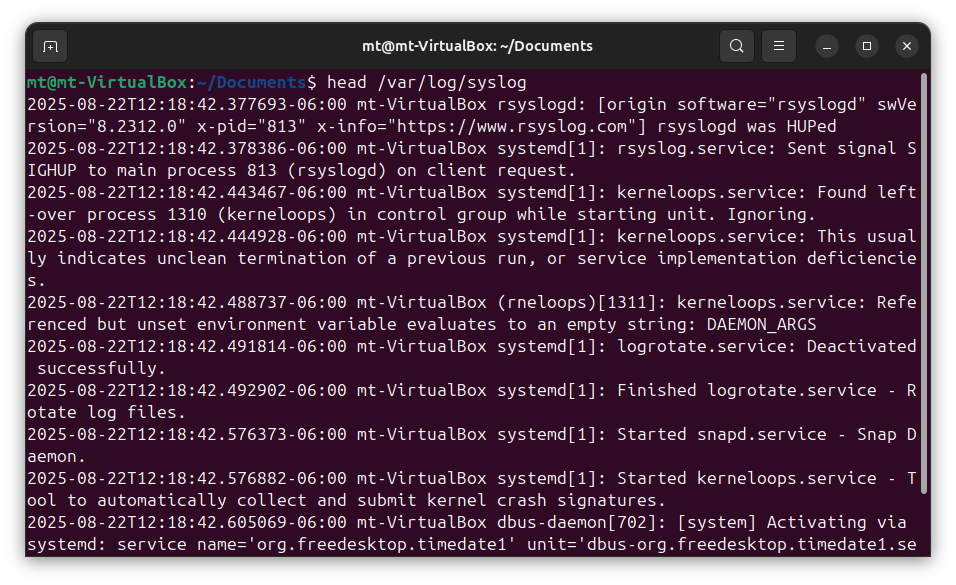 mt@mt-VirtualBox: ~/Documents
mt@mt-VirtualBox:~/Documents$ head /var/log/syslog
2025-08-22T12:18:42.377693-06:00 mt-VirtualBox rsyslogd: [origin software="rsyslogd" swVe
rsion="8.2312.0" x-pid="813" x-info="https://www.rsyslog.com"] rsyslogd was HUPed
2025-08-22T12:18:42.378386-06:00 mt-VirtualBox systemd[1]: rsyslog.service: Sent signal S
IGHUP to main process 813 (rsyslogd) on client request.
2025-08-22T12:18:42.443467-06:00 mt-VirtualBox systemd[1]: kerneloops.service: Found left
-over process 1310 (kerneloops) in control group while starting unit. Ignoring.
2025-08-22T12:18:42.444928-06:00 mt-VirtualBox systemd[1]: kerneloops.service: This usual
ly indicates unclean termination of a previous run, or service implementation deficiencie
s.
2025-08-22T12:18:42.488737-06:00 mt-VirtualBox (rneloops)[1311]: kerneloops.service: Refe
renced but unset environment variable evaluates to an empty string: DAEMON_ARGS
2025-08-22T12:18:42.491814-06:00 mt-VirtualBox systemd[1]: logrotate.service: Deactivated
 successfully.
2025-08-22T12:18:42.492902-06:00 mt-VirtualBox systemd[1]: Finished logrotate.service - R
otate log files.
2025-08-22T12:18:42.576373-06:00 mt-VirtualBox systemd[1]: Started snapd.service - Snap D
aemon.
2025-08-22T12:18:42.576882-06:00 mt-VirtualBox systemd[1]: Started kerneloops.service - T
ool to automatically collect and submit kernel crash signatures.
2025-08-22T12:18:42.605069-06:00 mt-VirtualBox dbus-daemon[702]: [system] Activating via 
systemd: service name='org.freedesktop.timedate1' unit='dbus-org.freedesktop.timedate1.se